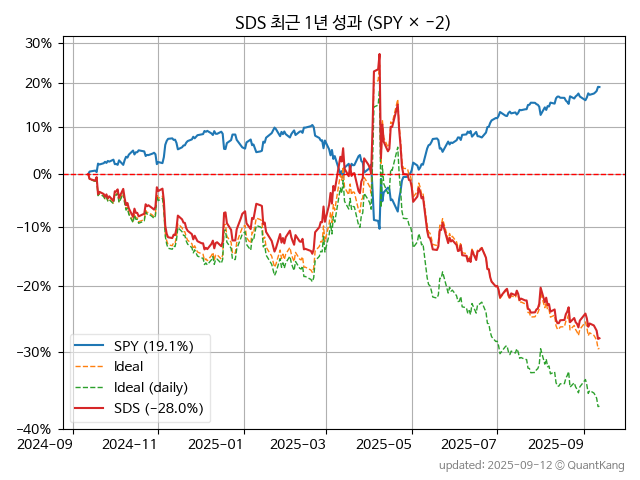 SDS 최근 1년 성과 (SPY × −2)
30%
20%
10%
0%
−10%
−20%
−30%
−40%
SPY (19.1%)
Ideal
Ideal (daily)
SDS (−28.0%)
2024-09
2024-11
2025-01
2025-03
2025-05
2025-07
2025-09
updated: 2025-09-12 © QuantKang